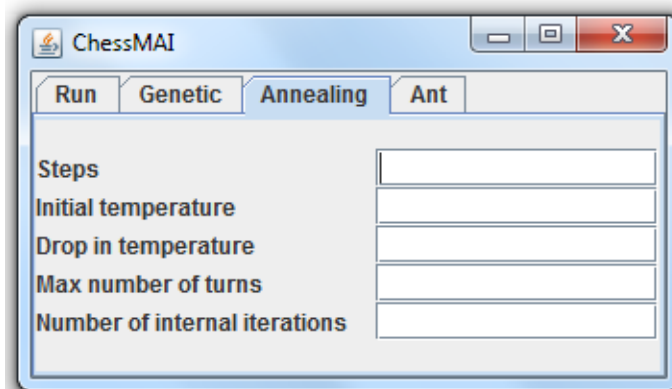 ChessMAI
Run Genetic Annealing Ant
Steps
Initial temperature
Drop in temperature
Max number of turns
Number of internal iterations